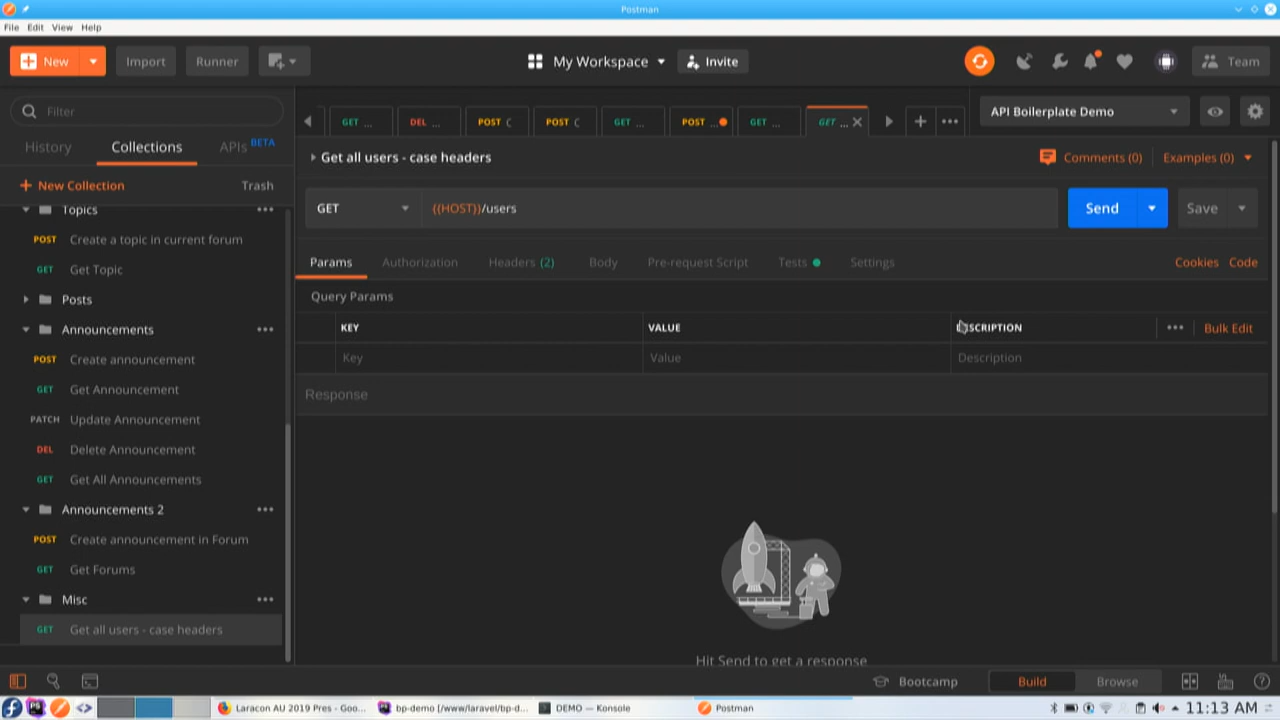 Postman
File Edit View Help
New
Import
Runner
My Workspace
Invite
Team
Filter
GET ...
DEL ...
POST C
POST C
GET ...
POST ...
GET ...
GET ...
API Boilerplate Demo
History
Collections
APIs BETA
Get all users - case headers
Comments (0)
Examples (0)
New Collection
Trash
GET
{{HOST}}/users
Send
Save
Topics
POST Create a topic in current forum
GET Get Topic
Posts
Announcements
POST Create announcement
GET Get Announcement
PATCH Update Announcement
DEL Delete Announcement
GET Get All Announcements
Announcements 2
POST Create announcement in Forum
GET Get Forums
Misc
GET Get all users - case headers
Params
Authorization
Headers (2)
Body
Pre-request Script
Tests
Settings
Cookies
Code
Query Params
KEY
VALUE
DESCRIPTION
Bulk Edit
Key
Value
Description
Response
Hit Send to get a response
Bootcamp
Build
Browse
Laracon AU 2019 Pres - Goo...
bp-demo [/www/laravel/bp-d...
DEMO — Konsole
Postman
11:13 AM